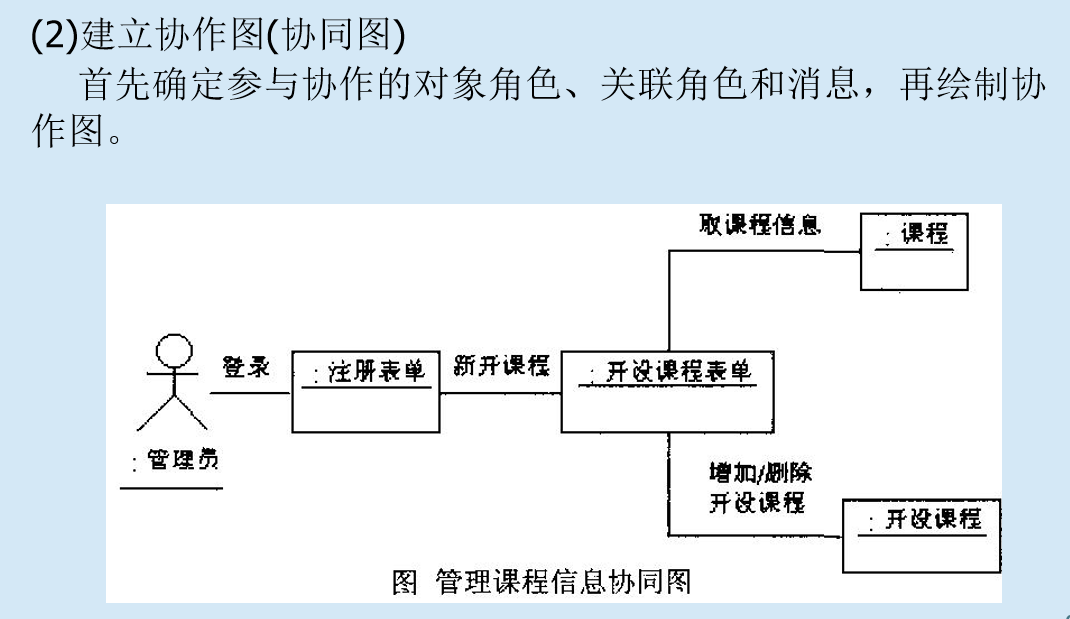 (2)建立协作图(协同图)
首先确定参与协作的对象角色、关联角色和消息，再绘制协
作图。
取课程信息
：课程
登录
：注册表单
新开课程
：开设课程表单
：管理员
增加/删除
开设课程
：开设课程
图 管理课程信息协同图